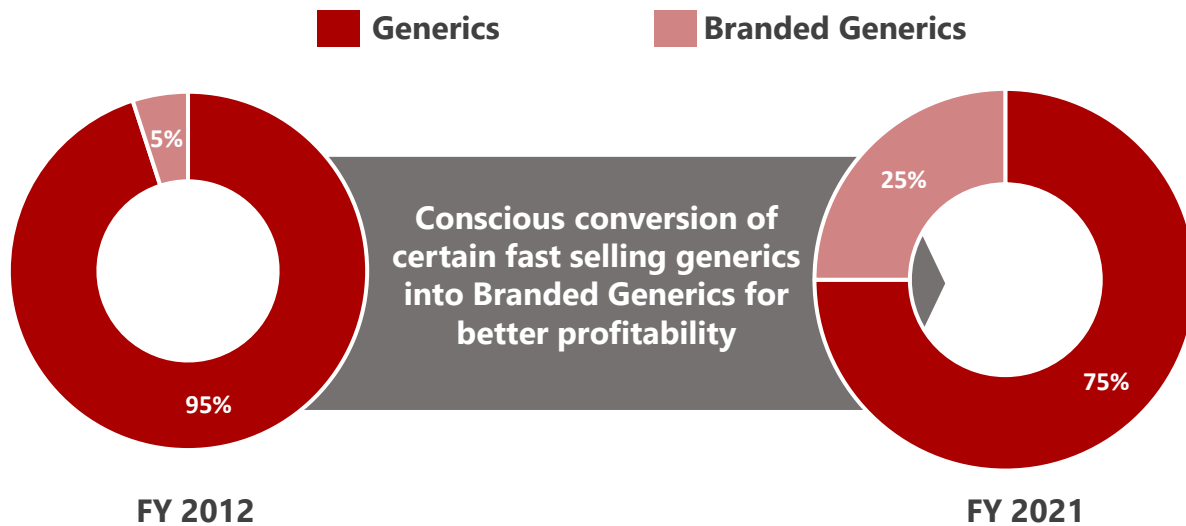 Generics
Branded Generics
5%
95%
Conscious conversion of
certain fast selling generics
into Branded Generics for
better profitability
25%
75%
FY 2012
FY 2021